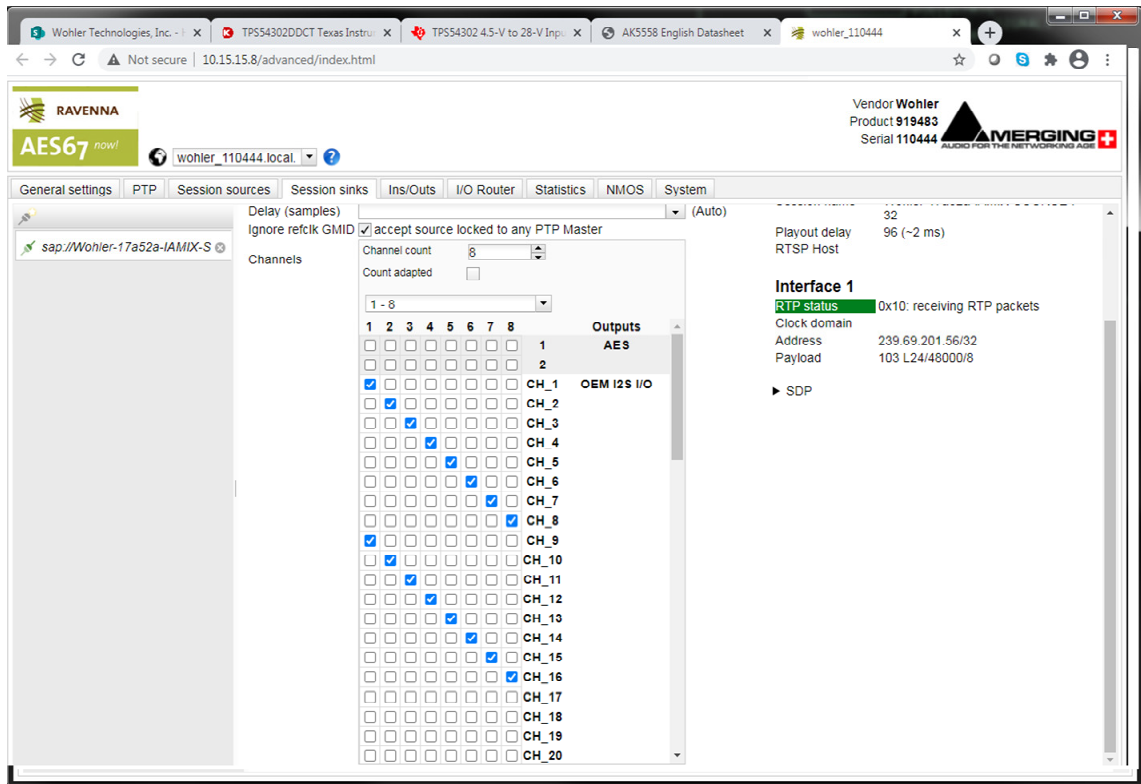 Wohler Technologies, Inc. -
TPS54302DDCT Texas Instru
TPS54302 4.5-V to 28-V Inpu
AK5558 English Datasheet
wohler_110444
Not secure | 10.15.15.8/advanced/index.html
RAVENNA
AES67 now!
wohler_110444.local.
Vendor Wohler
Product 919483
Serial 110444
MERGING
AUDIO FOR THE NETWORKING AGE
General settings PTP Session sources Session sinks Ins/Outs I/O Router Statistics NMOS System
sap://Wohler-17a52a-IAMIX-S
Delay (samples) (Auto)
Ignore refclk GMID accept source locked to any PTP Master
Channels
Channel count 8
Count adapted
1 - 8
1 2 3 4 5 6 7 8 Outputs
1 AES
2
CH_1 OEM I2S I/O
CH_2
CH_3
CH_4
CH_5
CH_6
CH_7
CH_8
CH_9
CH_10
CH_11
CH_12
CH_13
CH_14
CH_15
CH_16
CH_17
CH_18
CH_19
CH_20
32
Playout delay 96 (~2 ms)
RTSP Host
Interface 1
RTP status 0x10: receiving RTP packets
Clock domain
Address 239.69.201.56/32
Payload 103 L24/48000/8
SDP